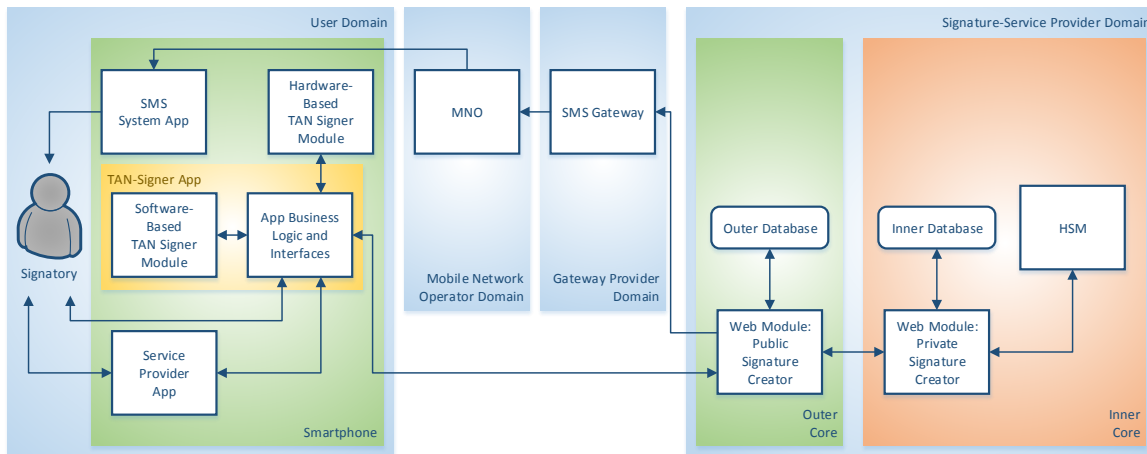 User Domain
SMS
System App
Hardware-
Based
TAN Signer
Module
TAN-Signer App
Software-
Based
TAN Signer
Module
App Business
Logic and
Interfaces
Signatory
Service
Provider
App
Smartphone
MNO
Mobile Network
Operator Domain
SMS Gateway
Gateway Provider
Domain
Signature-Service Provider Domain
Outer Database
Web Module:
Public
Signature
Creator
Outer
Core
Inner Database
HSM
Web Module:
Private
Signature
Creator
Inner
Core